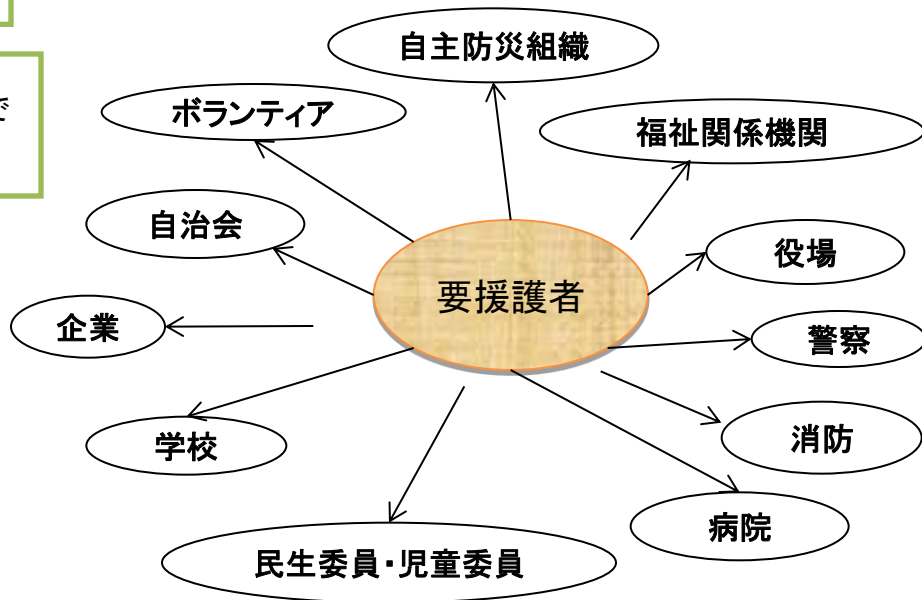 自主防災組織
で
ボランティア
福祉関係機関
自治会
役場
要援護者
企業
警察
学校
消防
病院
民生委員・児童委員